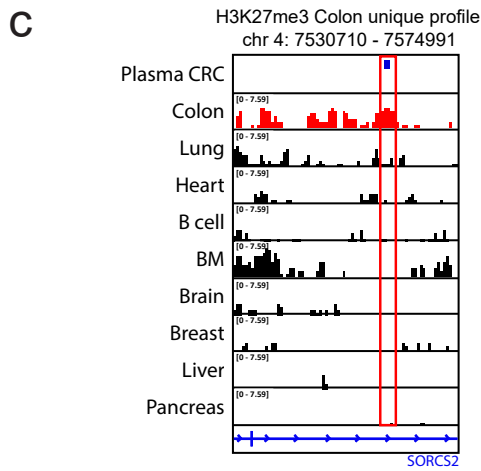 C
H3K27me3 Colon unique profile
chr 4: 7530710 - 7574991
Plasma CRC
Colon
[0 - 7.59]
Lung
[0 - 7.59]
Heart
[0 - 7.59]
B cell
[0 - 7.59]
BM
[0 - 7.59]
Brain
[0 - 7.59]
Breast
[0 - 7.59]
Liver
[0 - 7.59]
Pancreas
[0 - 7.59]
SORCS2